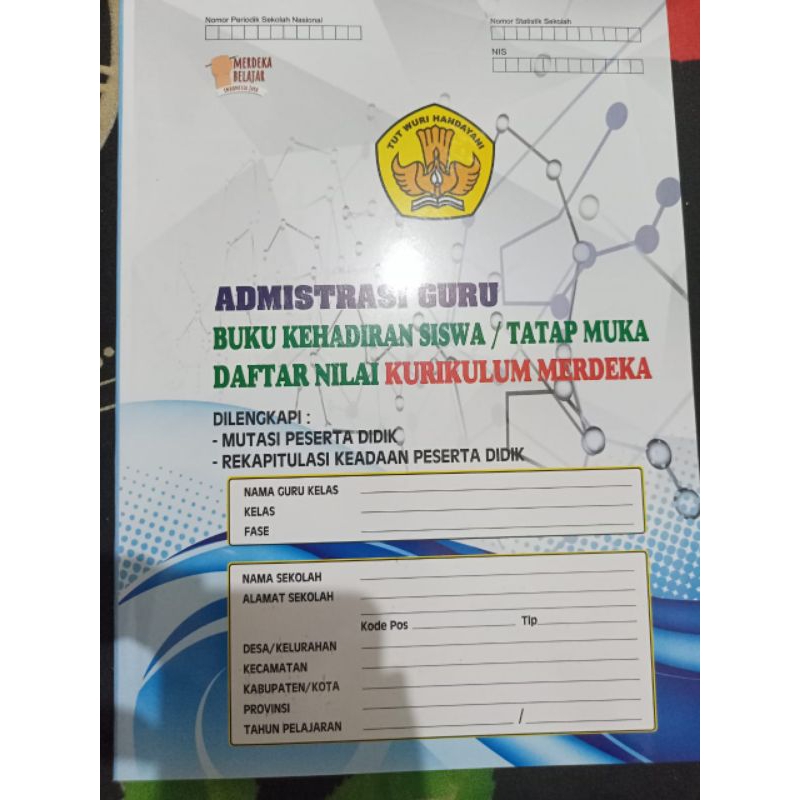 Nomor Periodik Sekolah Nasional
Nomor Statistik Sekolah
NIS
MERDEKA
BELAJAR
TUT WURI HANDAYANI
ADMISTRASI GURU
BUKU KEHADIRAN SISWA / TATAP MUKA
DAFTAR NILAI KURIKULUM MERDEKA
DILENGKAPI :
- MUTASI PESERTA DIDIK
- REKAPITULASI KEADAAN PESERTA DIDIK
NAMA GURU KELAS
KELAS
FASE
NAMA SEKOLAH
ALAMAT SEKOLAH
Kode Pos Tlp
DESA/KELURAHAN
KECAMATAN
KABUPATEN/KOTA
PROVINSI
TAHUN PELAJARAN /